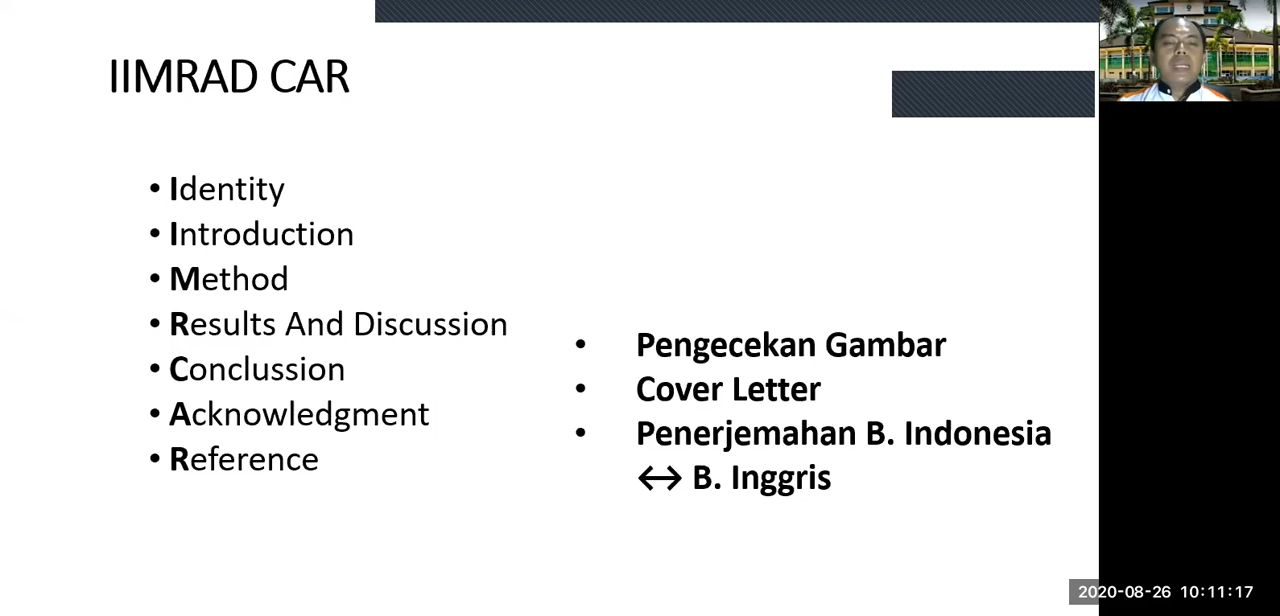 IIMRAD CAR
• Identity
• Introduction
• Method
• Results And Discussion
• Conclussion
• Acknowledgment
• Reference
• Pengecekan Gambar
• Cover Letter
• Penerjemahan B. Indonesia
↔ B. Inggris
2020-08-26 10:11:17